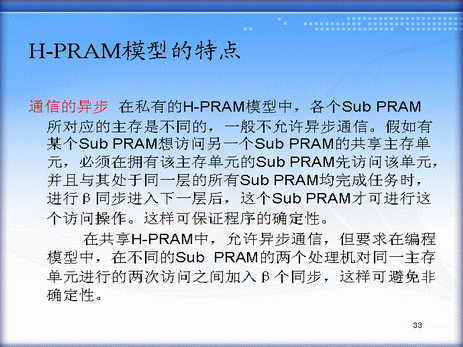 H-PRAM模型的特点
通信的异步 在私有的H-PRAM模型中，各个Sub PRAM
所对应的主存是不同的，一般不允许异步通信。假如有
某个Sub PRAM想访问另一个Sub PRAM的共享主存单
元，必须在拥有该主存单元的Sub PRAM先访问该单元，
并且与其处于同一层的所有Sub PRAM均完成任务时，
进行β同步进入下一层后，这个Sub PRAM才可进行这
个访问操作。这样可保证程序的确定性。
在共享H-PRAM中，允许异步通信，但要求在编程
模型中，在不同的Sub PRAM的两个处理机对同一主存
单元进行的两次访问之间加入β个同步，这样可避免非
确定性。
33